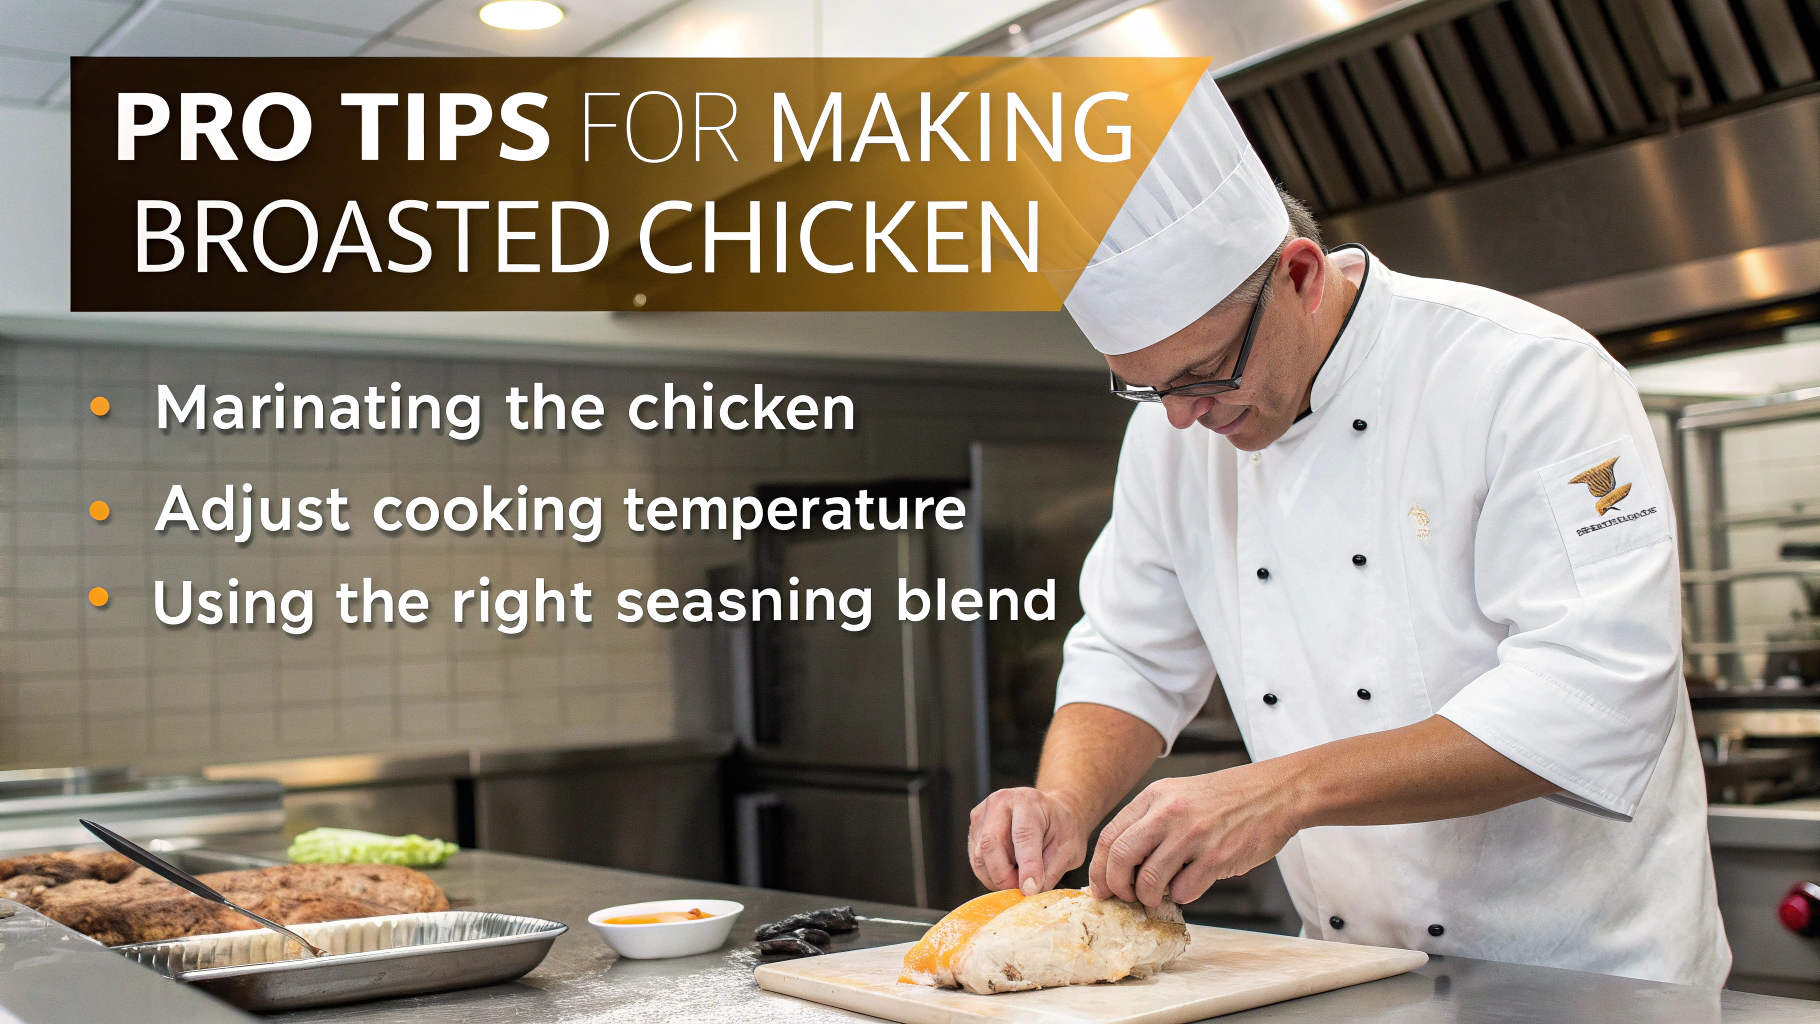 PRO TIPS FOR MAKING
BROASTED CHICKEN
• Marinating the chicken
• Adjust cooking temperature
• Using the right seasning blend